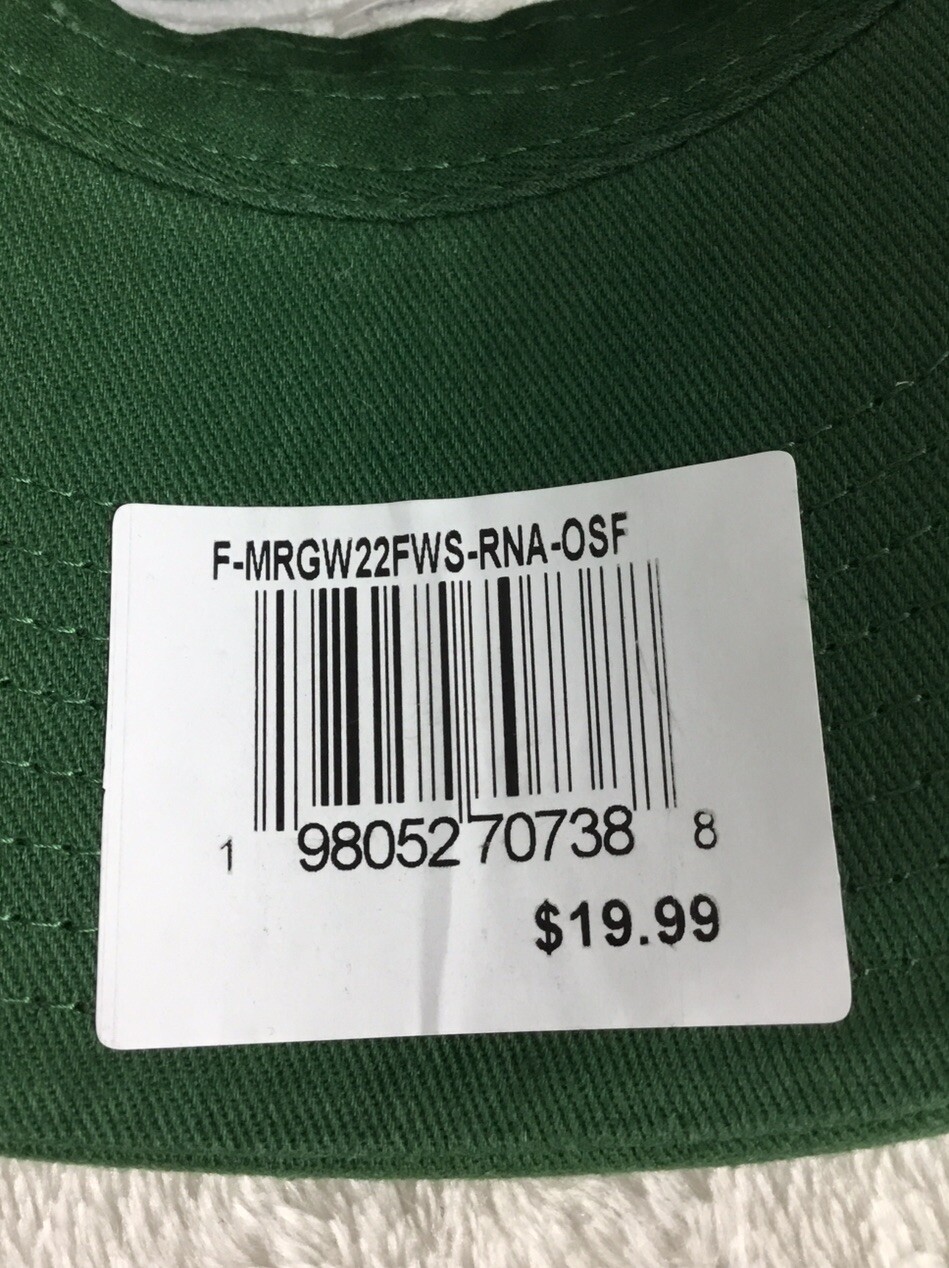 F-MRGW22FWS-RNA-OSF
1 98052 70738 8
$19.99